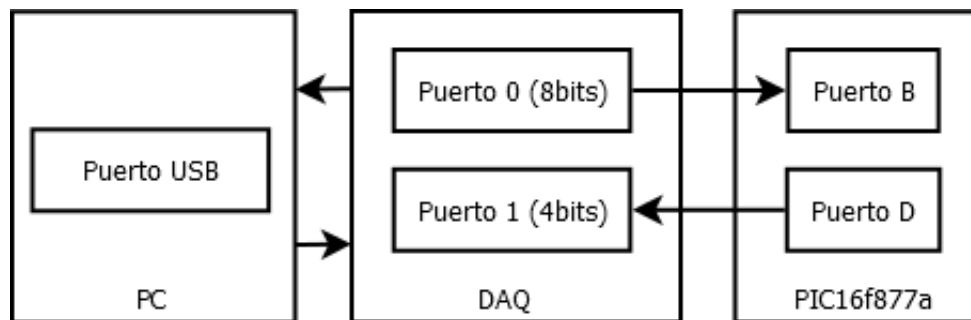 Puerto USB
PC
Puerto 0 (8bits)
Puerto 1 (4bits)
DAQ
Puerto B
Puerto D
PIC16f877a